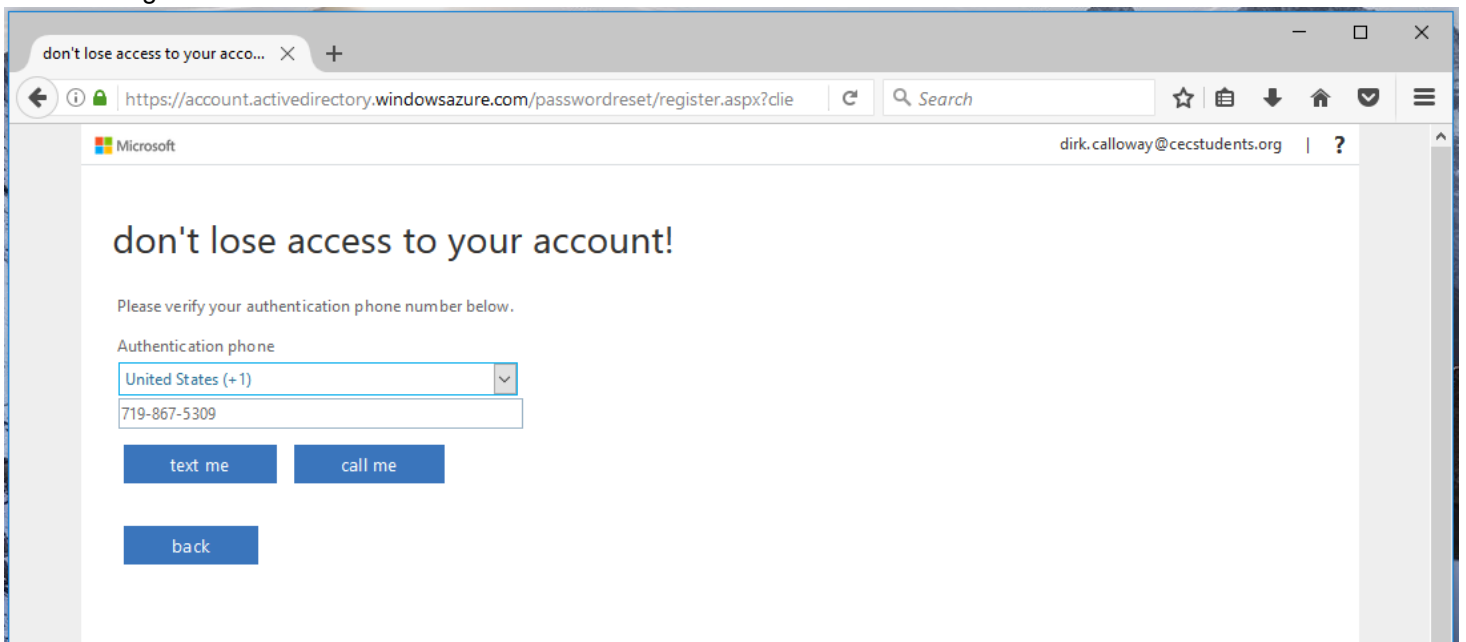 don't lose access to your acco...
https://account.activedirectory.windowsazure.com/passwordreset/register.aspx?clie
Search
Microsoft
dirk.calloway@cecstudents.org | ?
don't lose access to your account!
Please verify your authentication phone number below.
Authentication phone
United States (+1)
719-867-5309
text me call me
back